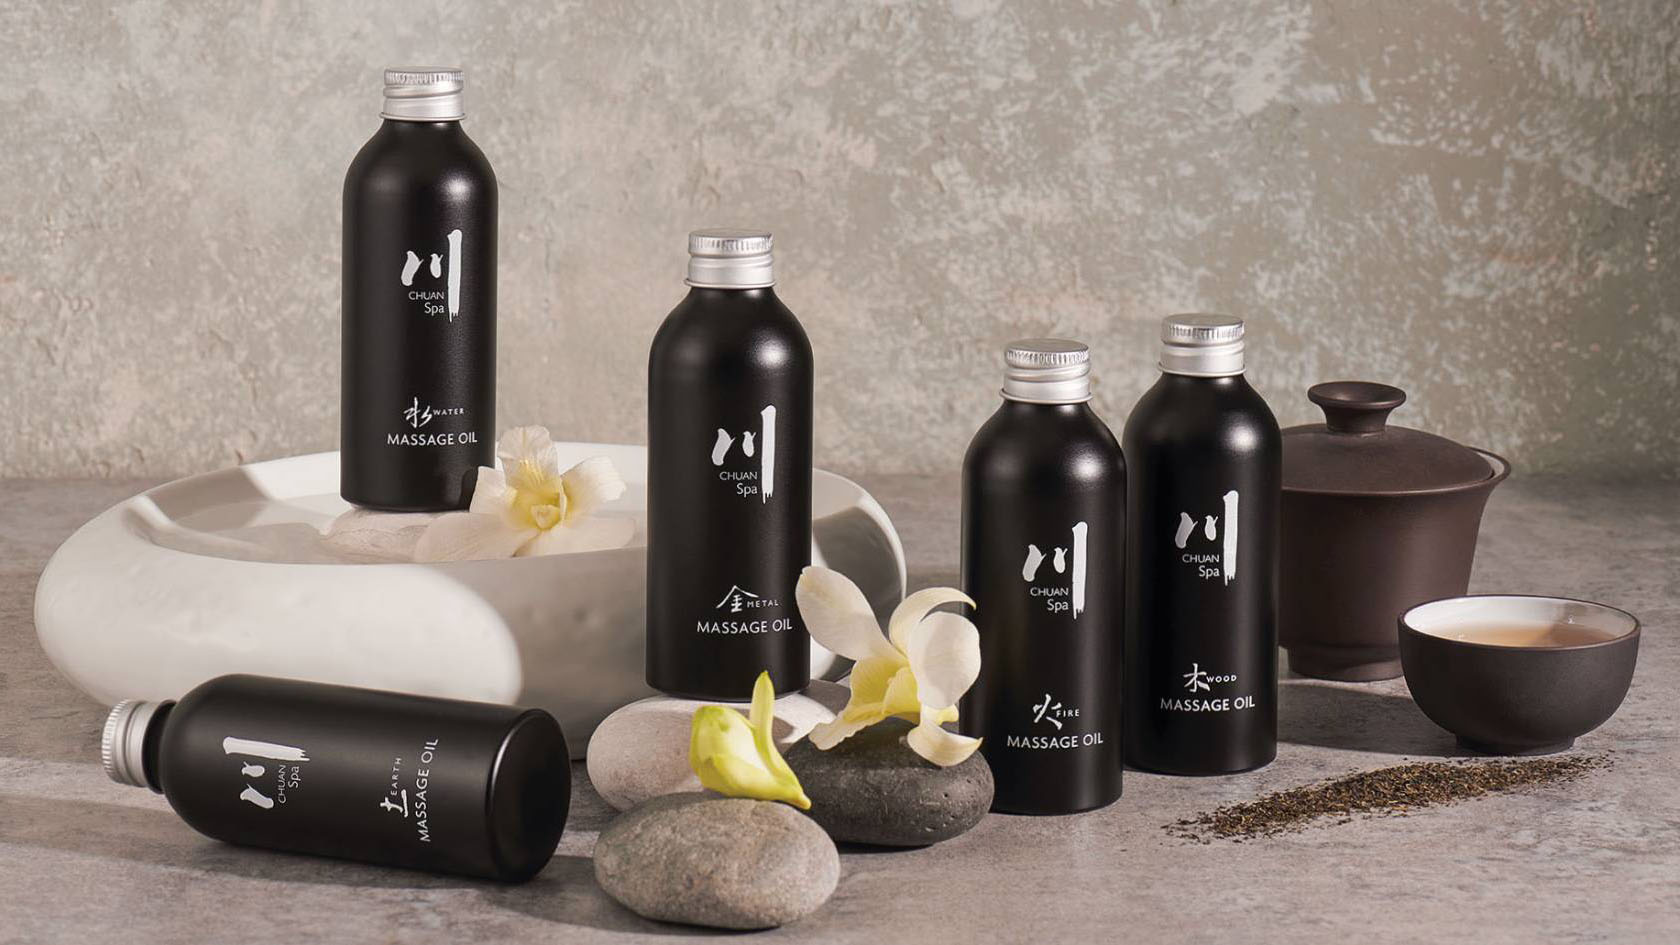 川
CHUAN
Spa
水 WATER
MASSAGE OIL
川
CHUAN
Spa
金 METAL
MASSAGE OIL
川
CHUAN
Spa
火 FIRE
MASSAGE OIL
川
CHUAN
Spa
木 WOOD
MASSAGE OIL
川
CHUAN
Spa
土 EARTH
MASSAGE OIL